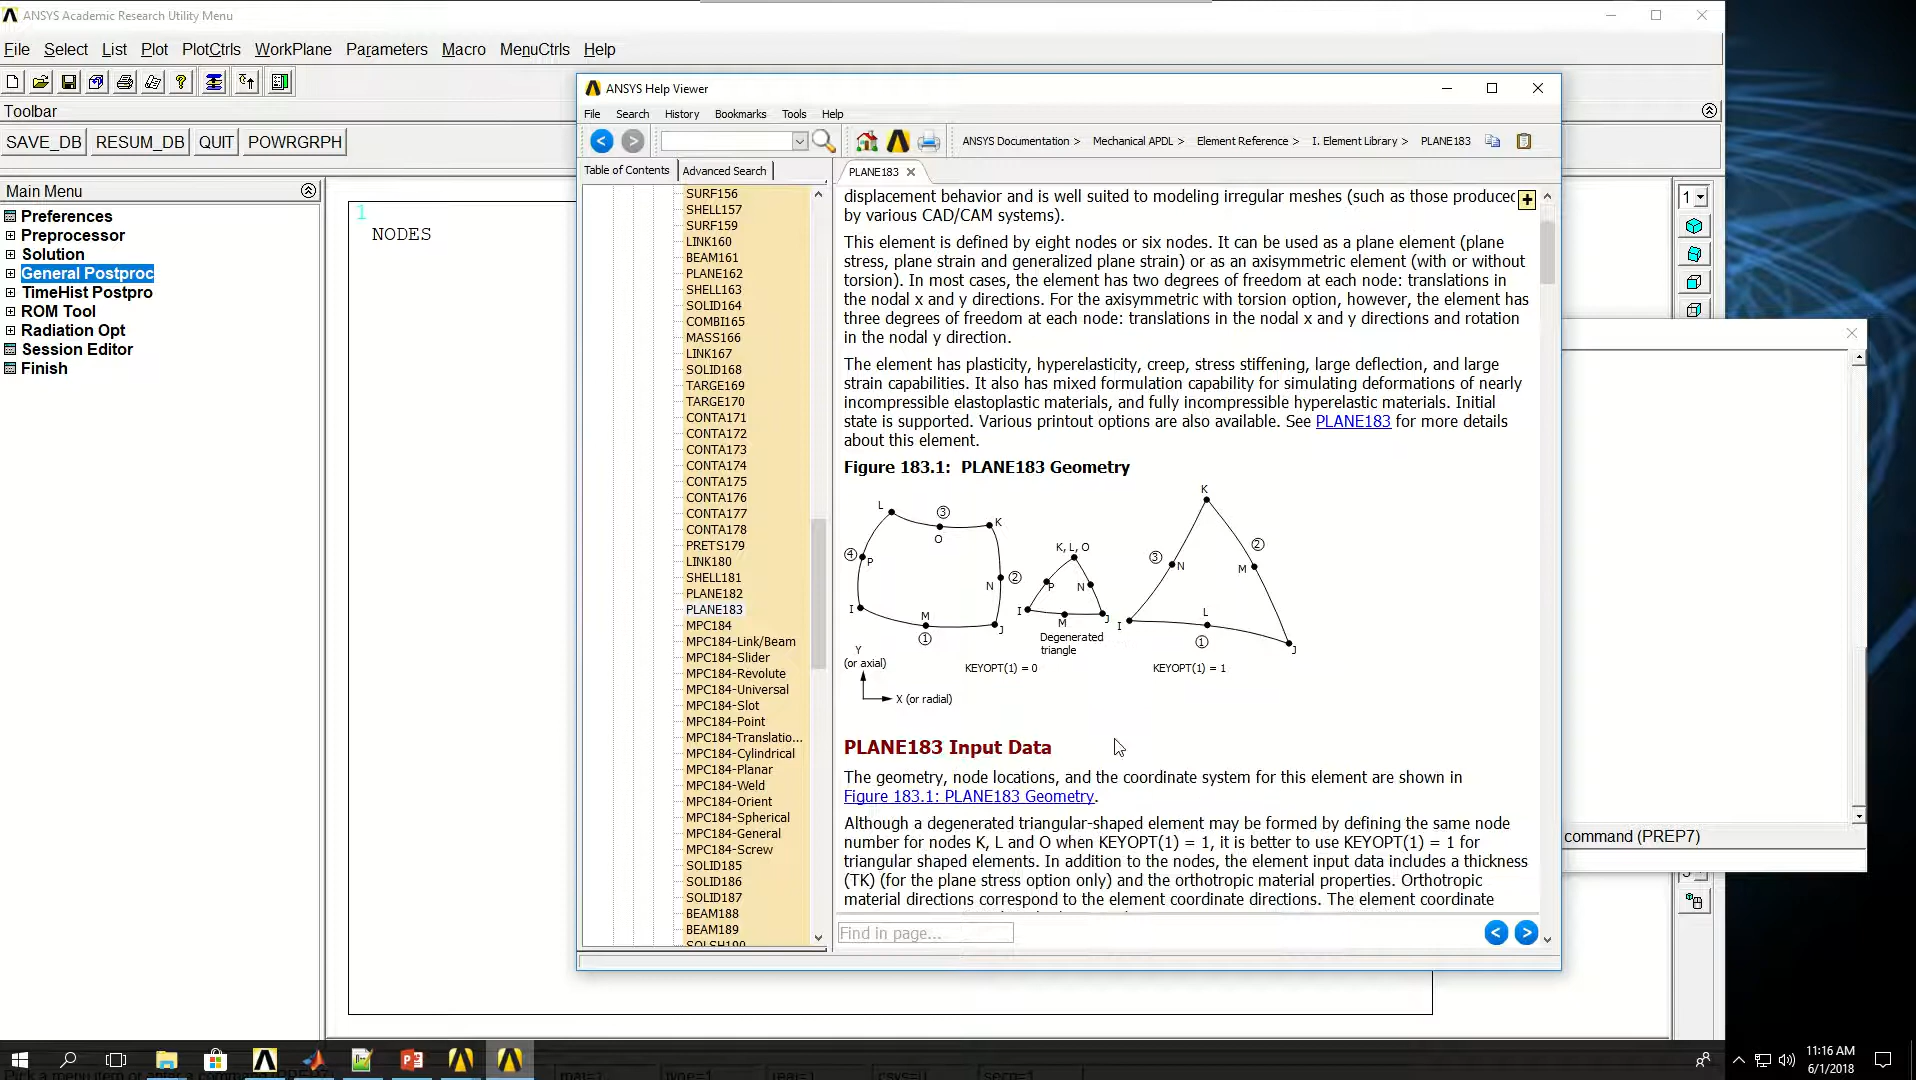 ANSYS Academic Research Utility Menu
File Select List Plot PlotCtrls WorkPlane Parameters Macro MenuCtrls Help
Toolbar
SAVE_DB RESUM_DB QUIT POWRGRPH
Main Menu
Preferences
Preprocessor
Solution
General Postproc
TimeHist Postpro
ROM Tool
Radiation Opt
Session Editor
Finish
1
NODES
1
ANSYS Help Viewer
File Search History Bookmarks Tools Help
ANSYS Documentation > Mechanical APDL > Element Reference > I. Element Library > PLANE183
Table of Contents Advanced Search
SURF156
SHELL157
SURF159
LINK160
BEAM161
PLANE162
SHELL163
SOLID164
COMBI165
MASS166
LINK167
SOLID168
TARGE169
TARGE170
CONTA171
CONTA172
CONTA173
CONTA174
CONTA175
CONTA176
CONTA177
CONTA178
PRETS179
LINK180
SHELL181
PLANE182
PLANE183
MPC184
MPC184-Link/Beam
MPC184-Slider
MPC184-Revolute
MPC184-Universal
MPC184-Slot
MPC184-Point
MPC184-Translatio...
MPC184-Cylindrical
MPC184-Planar
MPC184-Weld
MPC184-Orient
MPC184-Spherical
MPC184-General
MPC184-Screw
SOLID185
SOLID186
SOLID187
BEAM188
BEAM189
SOLSH190
PLANE183
displacement behavior and is well suited to modeling irregular meshes (such as those produced
by various CAD/CAM systems).
This element is defined by eight nodes or six nodes. It can be used as a plane element (plane
stress, plane strain and generalized plane strain) or as an axisymmetric element (with or without
torsion). In most cases, the element has two degrees of freedom at each node: translations in
the nodal x and y directions. For the axisymmetric with torsion option, however, the element has
three degrees of freedom at each node: translations in the nodal x and y directions and rotation
in the nodal y direction.
The element has plasticity, hyperelasticity, creep, stress stiffening, large deflection, and large
strain capabilities. It also has mixed formulation capability for simulating deformations of nearly
incompressible elastoplastic materials, and fully incompressible hyperelastic materials. Initial
state is supported. Various printout options are also available. See PLANE183 for more details
about this element.
Figure 183.1: PLANE183 Geometry
L ③ K
O
④ P
N ②
I M J
①
K, L, O
P N
I M J
Degenerated
triangle
K
③ N M ②
I L J
①
Y
(or axial)
X (or radial)
KEYOPT(1) = 0
KEYOPT(1) = 1
PLANE183 Input Data
The geometry, node locations, and the coordinate system for this element are shown in
Figure 183.1: PLANE183 Geometry.
Although a degenerated triangular-shaped element may be formed by defining the same node
number for nodes K, L and O when KEYOPT(1) = 1, it is better to use KEYOPT(1) = 1 for
triangular shaped elements. In addition to the nodes, the element input data includes a thickness
(TK) (for the plane stress option only) and the orthotropic material properties. Orthotropic
material directions correspond to the element coordinate directions. The element coordinate
Find in page...
command (PREP7)
11:16 AM
6/1/2018